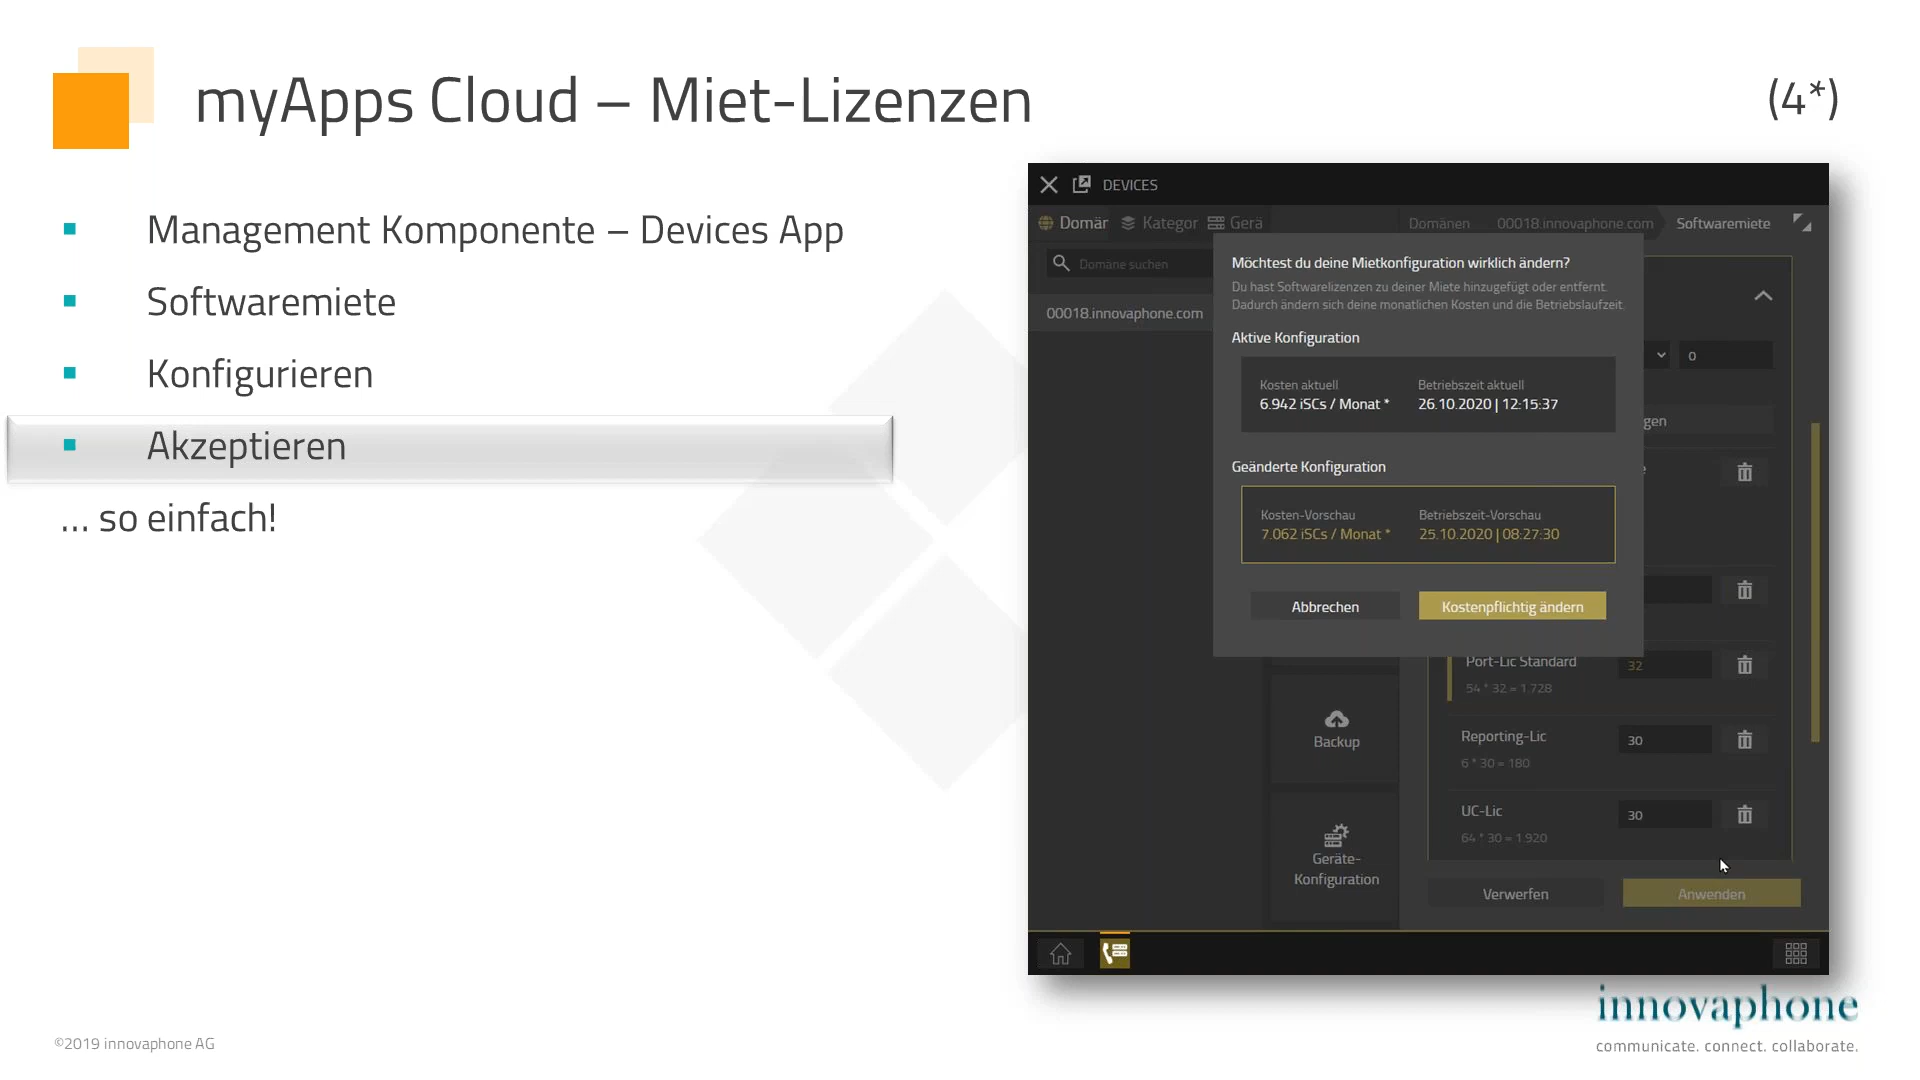 myApps Cloud – Miet-Lizenzen
(4*)
Management Komponente – Devices App
Softwaremiete
Konfigurieren
Akzeptieren
... so einfach!
DEVICES
Domär
Kategor
Gerä
Domänen
00018.innovaphone.com
Softwaremiete
Domäne suchen
00018.innovaphone.com
Möchtest du deine Mietkonfiguration wirklich ändern?
Du hast Softwarelizenzen zu deiner Miete hinzugefügt oder entfernt.
Dadurch ändern sich deine monatlichen Kosten und die Betriebslaufzeit.
Aktive Konfiguration
Kosten aktuell
Betriebszeit aktuell
6.942 iSCs / Monat *
26.10.2020 | 12:15:37
Geänderte Konfiguration
Kosten-Vorschau
Betriebszeit-Vorschau
7.062 iSCs / Monat *
25.10.2020 | 08:27:30
Abbrechen
Kostenpflichtig ändern
0
gen
Port-Lic Standard
32
54 * 32 = 1.728
Reporting-Lic
30
6 * 30 = 180
UC-Lic
30
64 * 30 = 1.920
Backup
Geräte-
Konfiguration
Verwerfen
Anwenden
innovaphone
communicate. connect. collaborate.
©2019 innovaphone AG